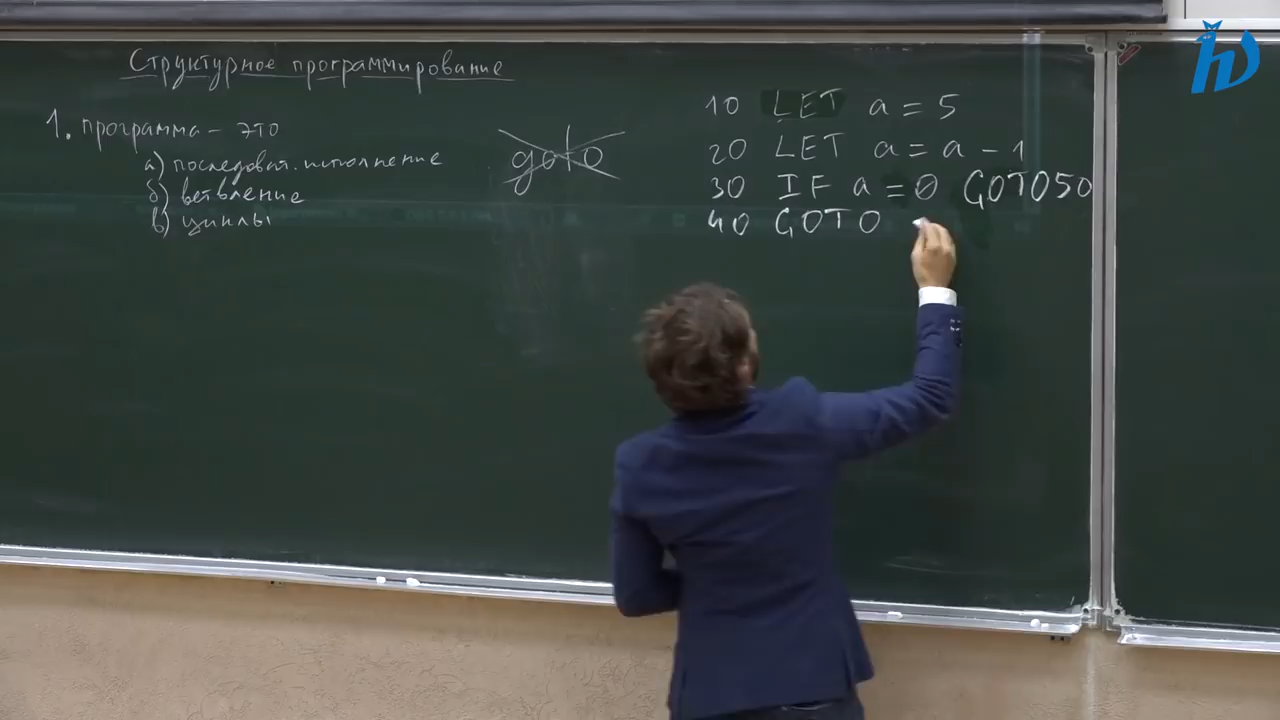 Структурное программирование
1. программа – это
а) последоват. исполнение
б) ветвление
в) циклы
goto
10 LET a = 5
20 LET a = a - 1
30 IF a = 0 GOTO50
40 GOTO